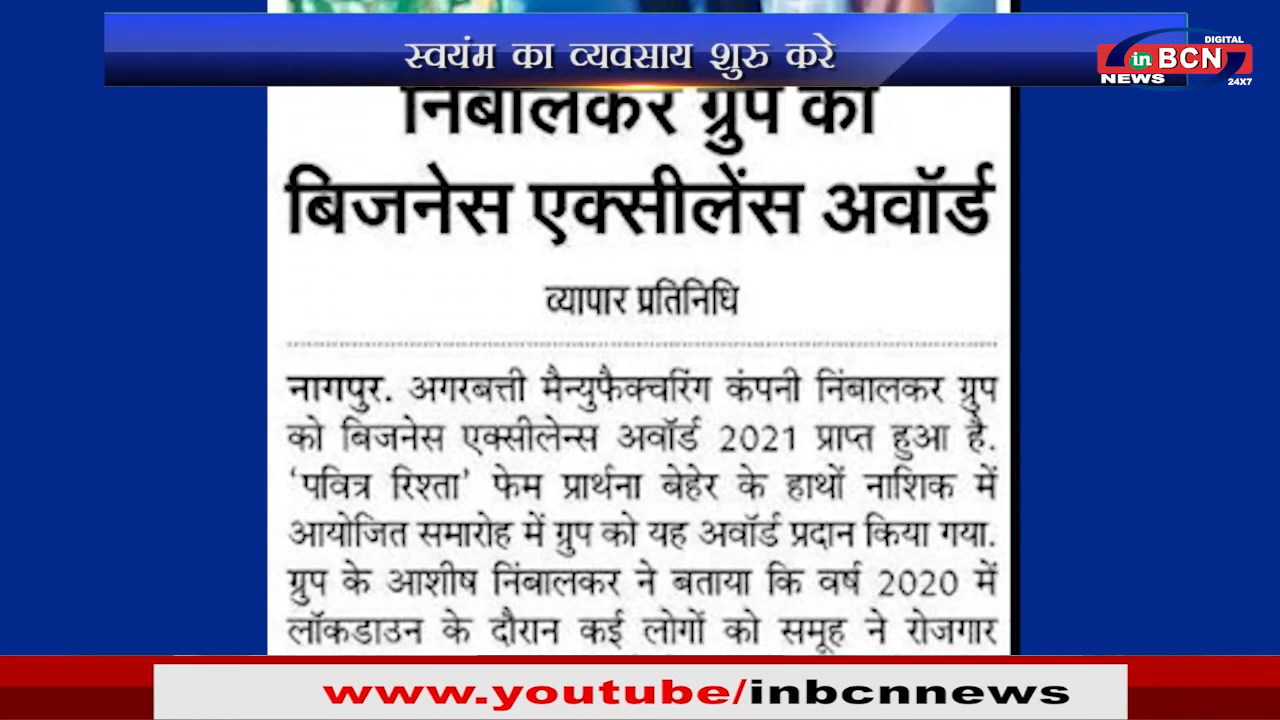 स्वयंम का व्यवसाय शुरु करे
DIGITAL
in BCN
NEWS 24X7
निंबालकर ग्रुप को
बिजनेस एक्सीलेंस अवॉर्ड
व्यापार प्रतिनिधि
नागपुर. अगरबत्ती मैन्युफैक्चरिंग कंपनी निंबालकर ग्रुप
को बिजनेस एक्सीलेन्स अवॉर्ड 2021 प्राप्त हुआ है.
‘पवित्र रिश्ता’ फेम प्रार्थना बेहेर के हाथों नाशिक में
आयोजित समारोह में ग्रुप को यह अवॉर्ड प्रदान किया गया.
ग्रुप के आशीष निंबालकर ने बताया कि वर्ष 2020 में
लॉकडाउन के दौरान कई लोगों को समूह ने रोजगार
www.youtube/inbcnnews